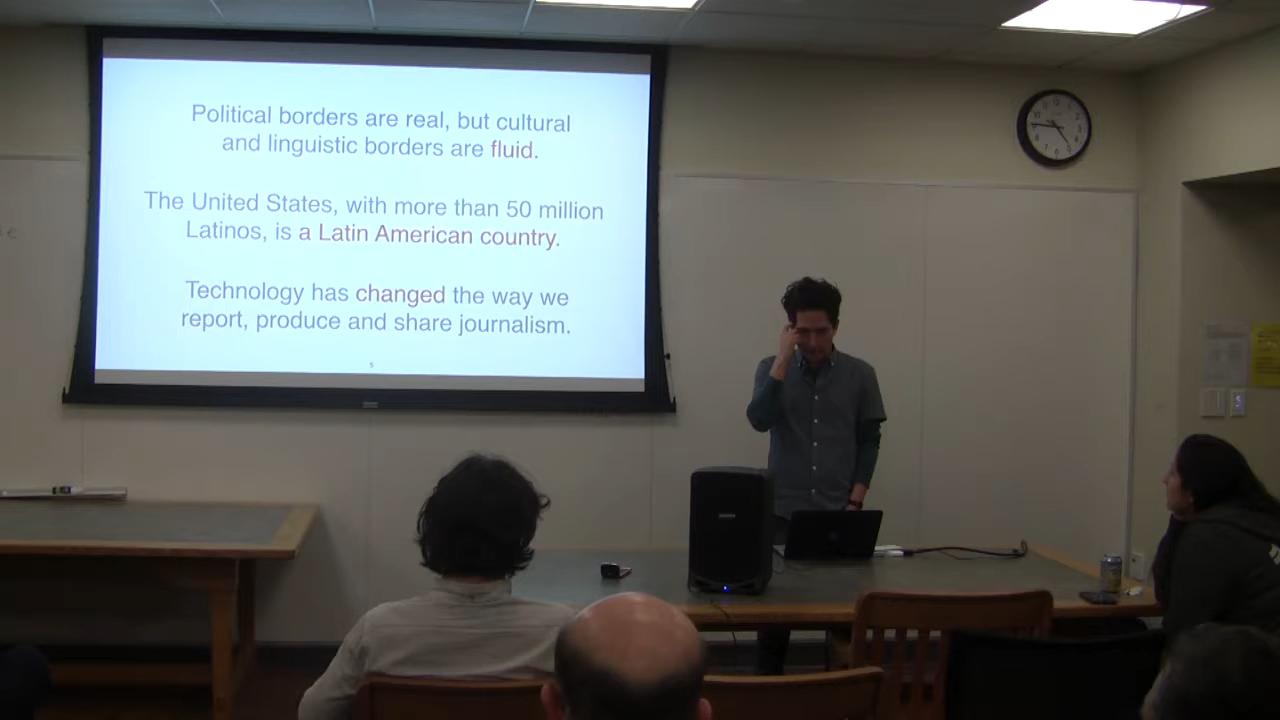 Political borders are real, but cultural
and linguistic borders are fluid.
The United States, with more than 50 million
Latinos, is a Latin American country.
Technology has changed the way we
report, produce and share journalism.
5